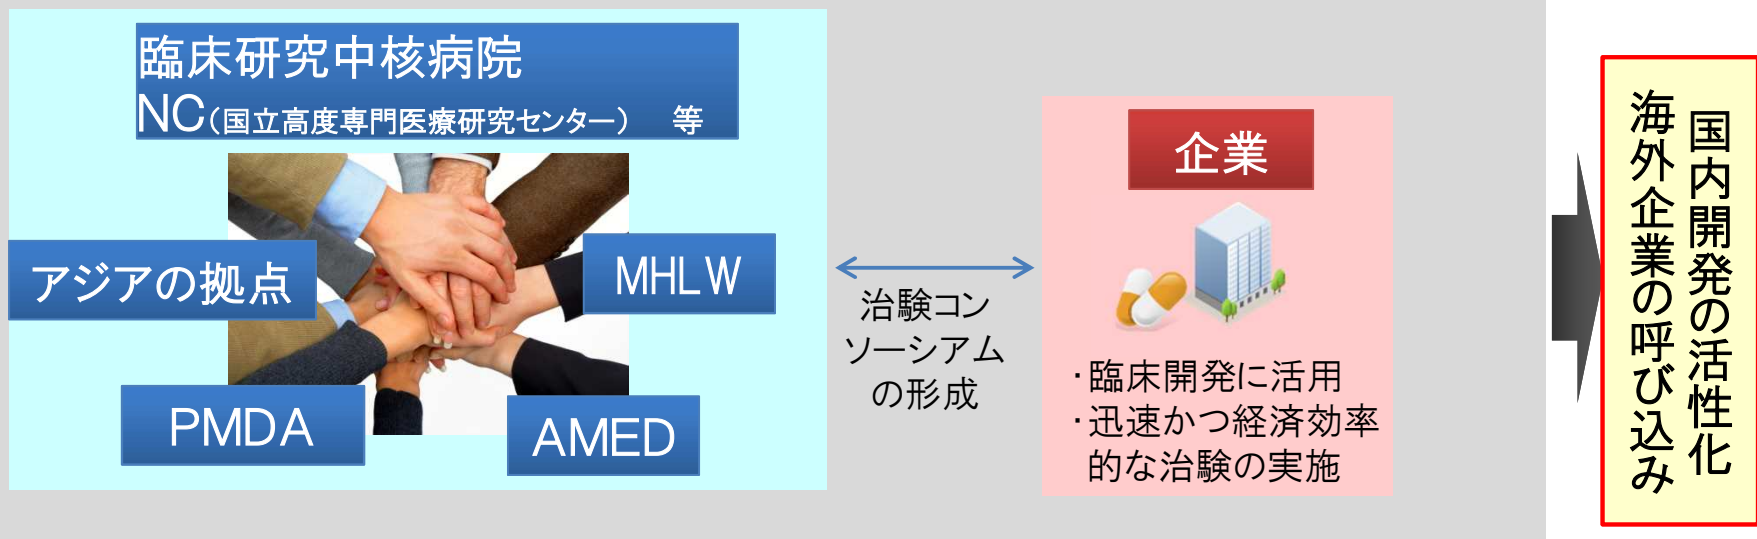 臨床研究中核病院
NC（国立高度専門医療研究センター）　等
アジアの拠点
MHLW
PMDA
AMED
治験コン
ソーシアム
の形成
企業
・臨床開発に活用
・迅速かつ経済効率
的な治験の実施
国内開発の活性化
海外企業の呼び込み